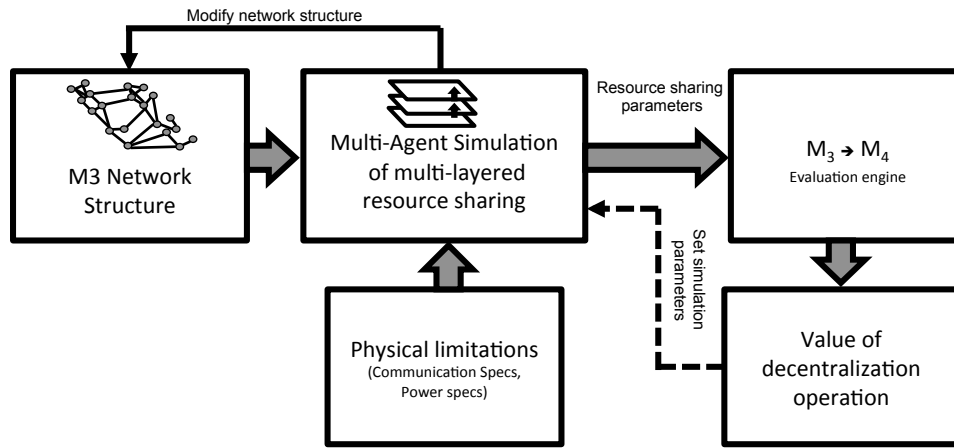 Modify network structure
M3 Network
Structure
Multi-Agent Simulation
of multi-layered
resource sharing
Resource sharing
parameters
M₃ → M₄
Evaluation engine
Set simulation
parameters
Physical limitations
(Communication Specs,
Power specs)
Value of
decentralization
operation